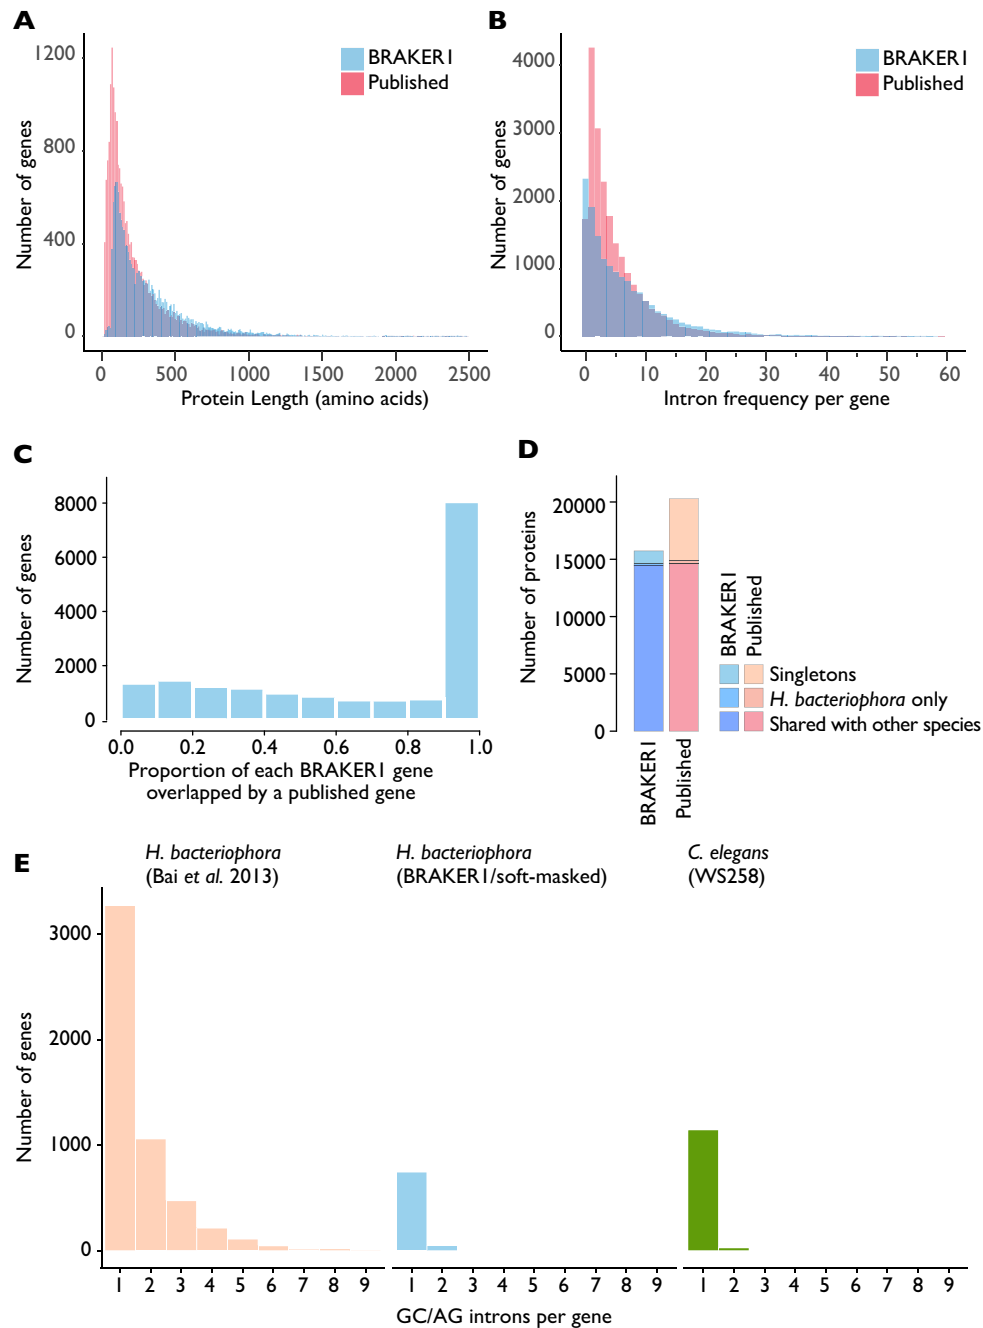 A
1200
800
400
0
Number of genes
BRAKER1
Published
0 500 1000 1500 2000 2500
Protein Length (amino acids)
B
4000
3000
2000
1000
0
Number of genes
BRAKER1
Published
0 10 20 30 40 50 60
Intron frequency per gene
C
8000
6000
4000
2000
0
Number of genes
0.0 0.2 0.4 0.6 0.8 1.0
Proportion of each BRAKER1 gene
overlapped by a published gene
D
20000
15000
10000
5000
0
Number of proteins
BRAKER1
Published
BRAKER1
Published
Singletons
H. bacteriophora only
Shared with other species
E
H. bacteriophora
(Bai et al. 2013)
H. bacteriophora
(BRAKER1/soft-masked)
C. elegans
(WS258)
3000
2000
1000
0
Number of genes
1 2 3 4 5 6 7 8 9
1 2 3 4 5 6 7 8 9
1 2 3 4 5 6 7 8 9
GC/AG introns per gene